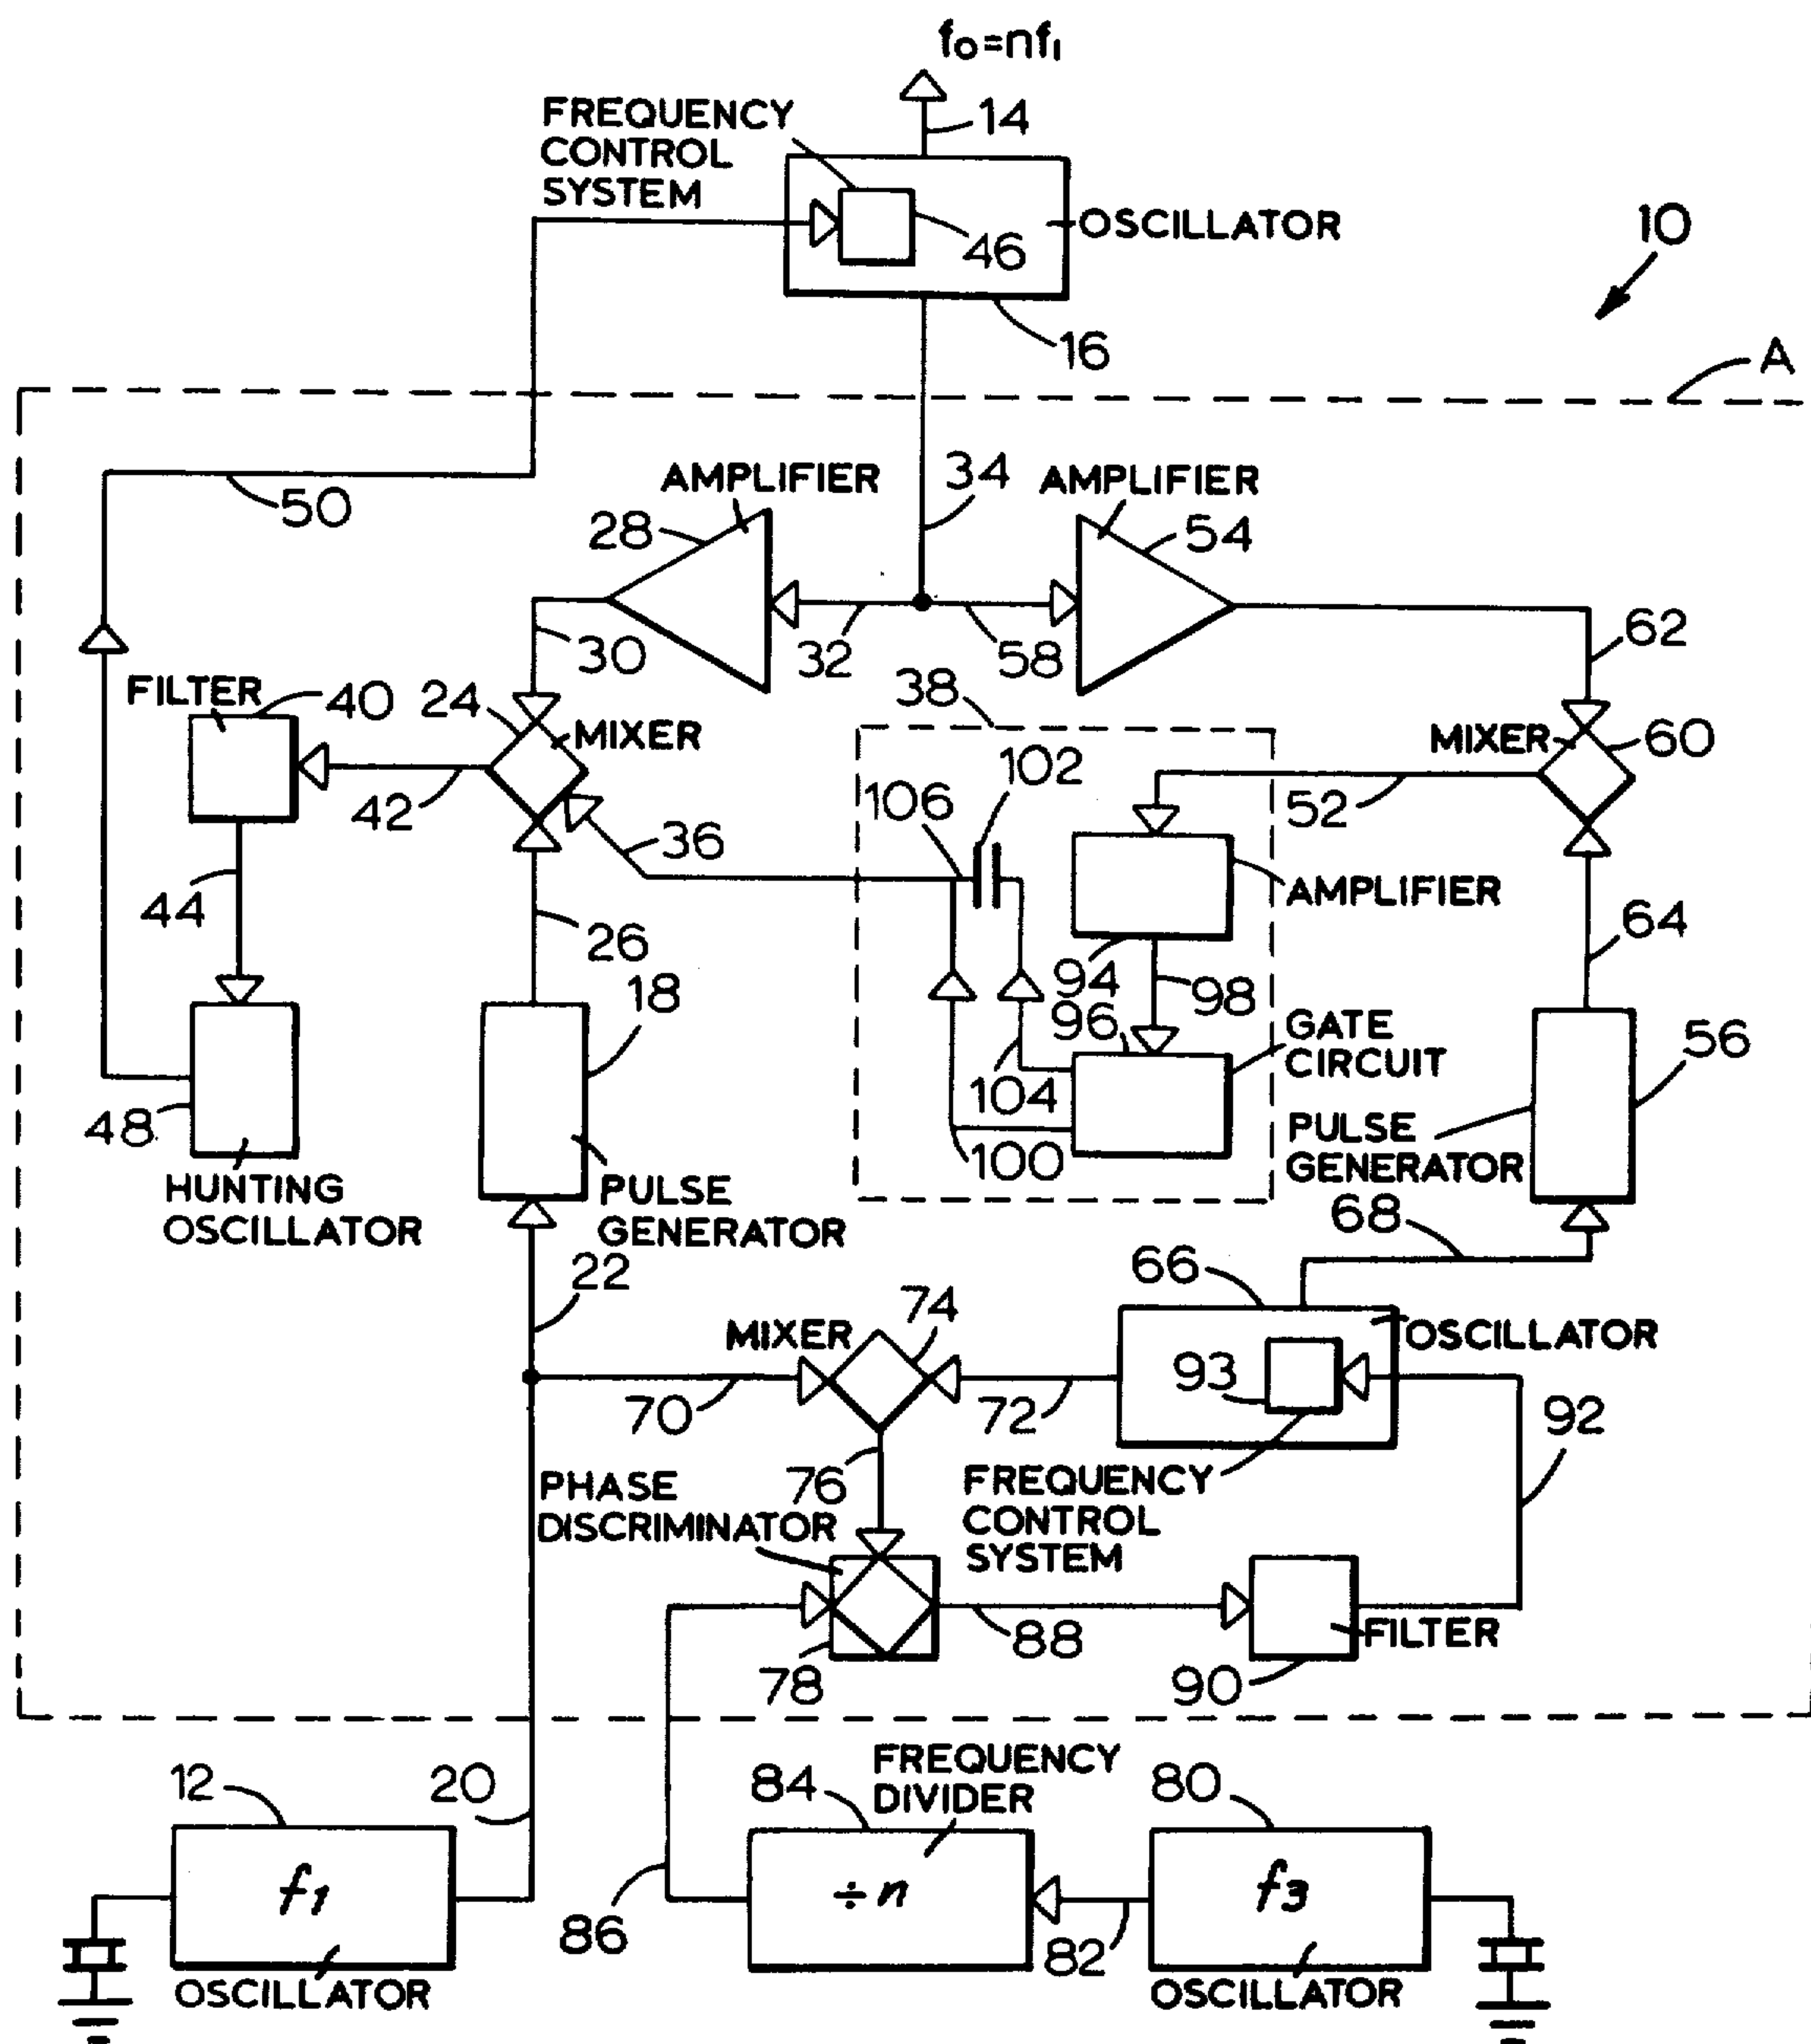 fo=nf1
FREQUENCY
CONTROL
SYSTEM
14
46
OSCILLATOR
10
16
A
50
AMPLIFIER
34
AMPLIFIER
28
54
30
32
58
62
38
FILTER
40
24
MIXER
102
MIXER
60
42
106
52
36
AMPLIFIER
44
26
94
98
64
18
96
GATE
CIRCUIT
104
56
48
100
PULSE
GENERATOR
HUNTING
OSCILLATOR
PULSE
GENERATOR
68
22
66
74
MIXER
OSCILLATOR
93
70
72
92
76
PHASE
DISCRIMINATOR
FREQUENCY
CONTROL
SYSTEM
88
FILTER
78
90
12
20
84
FREQUENCY
DIVIDER
80
f1
÷n
f3
86
82
OSCILLATOR
OSCILLATOR